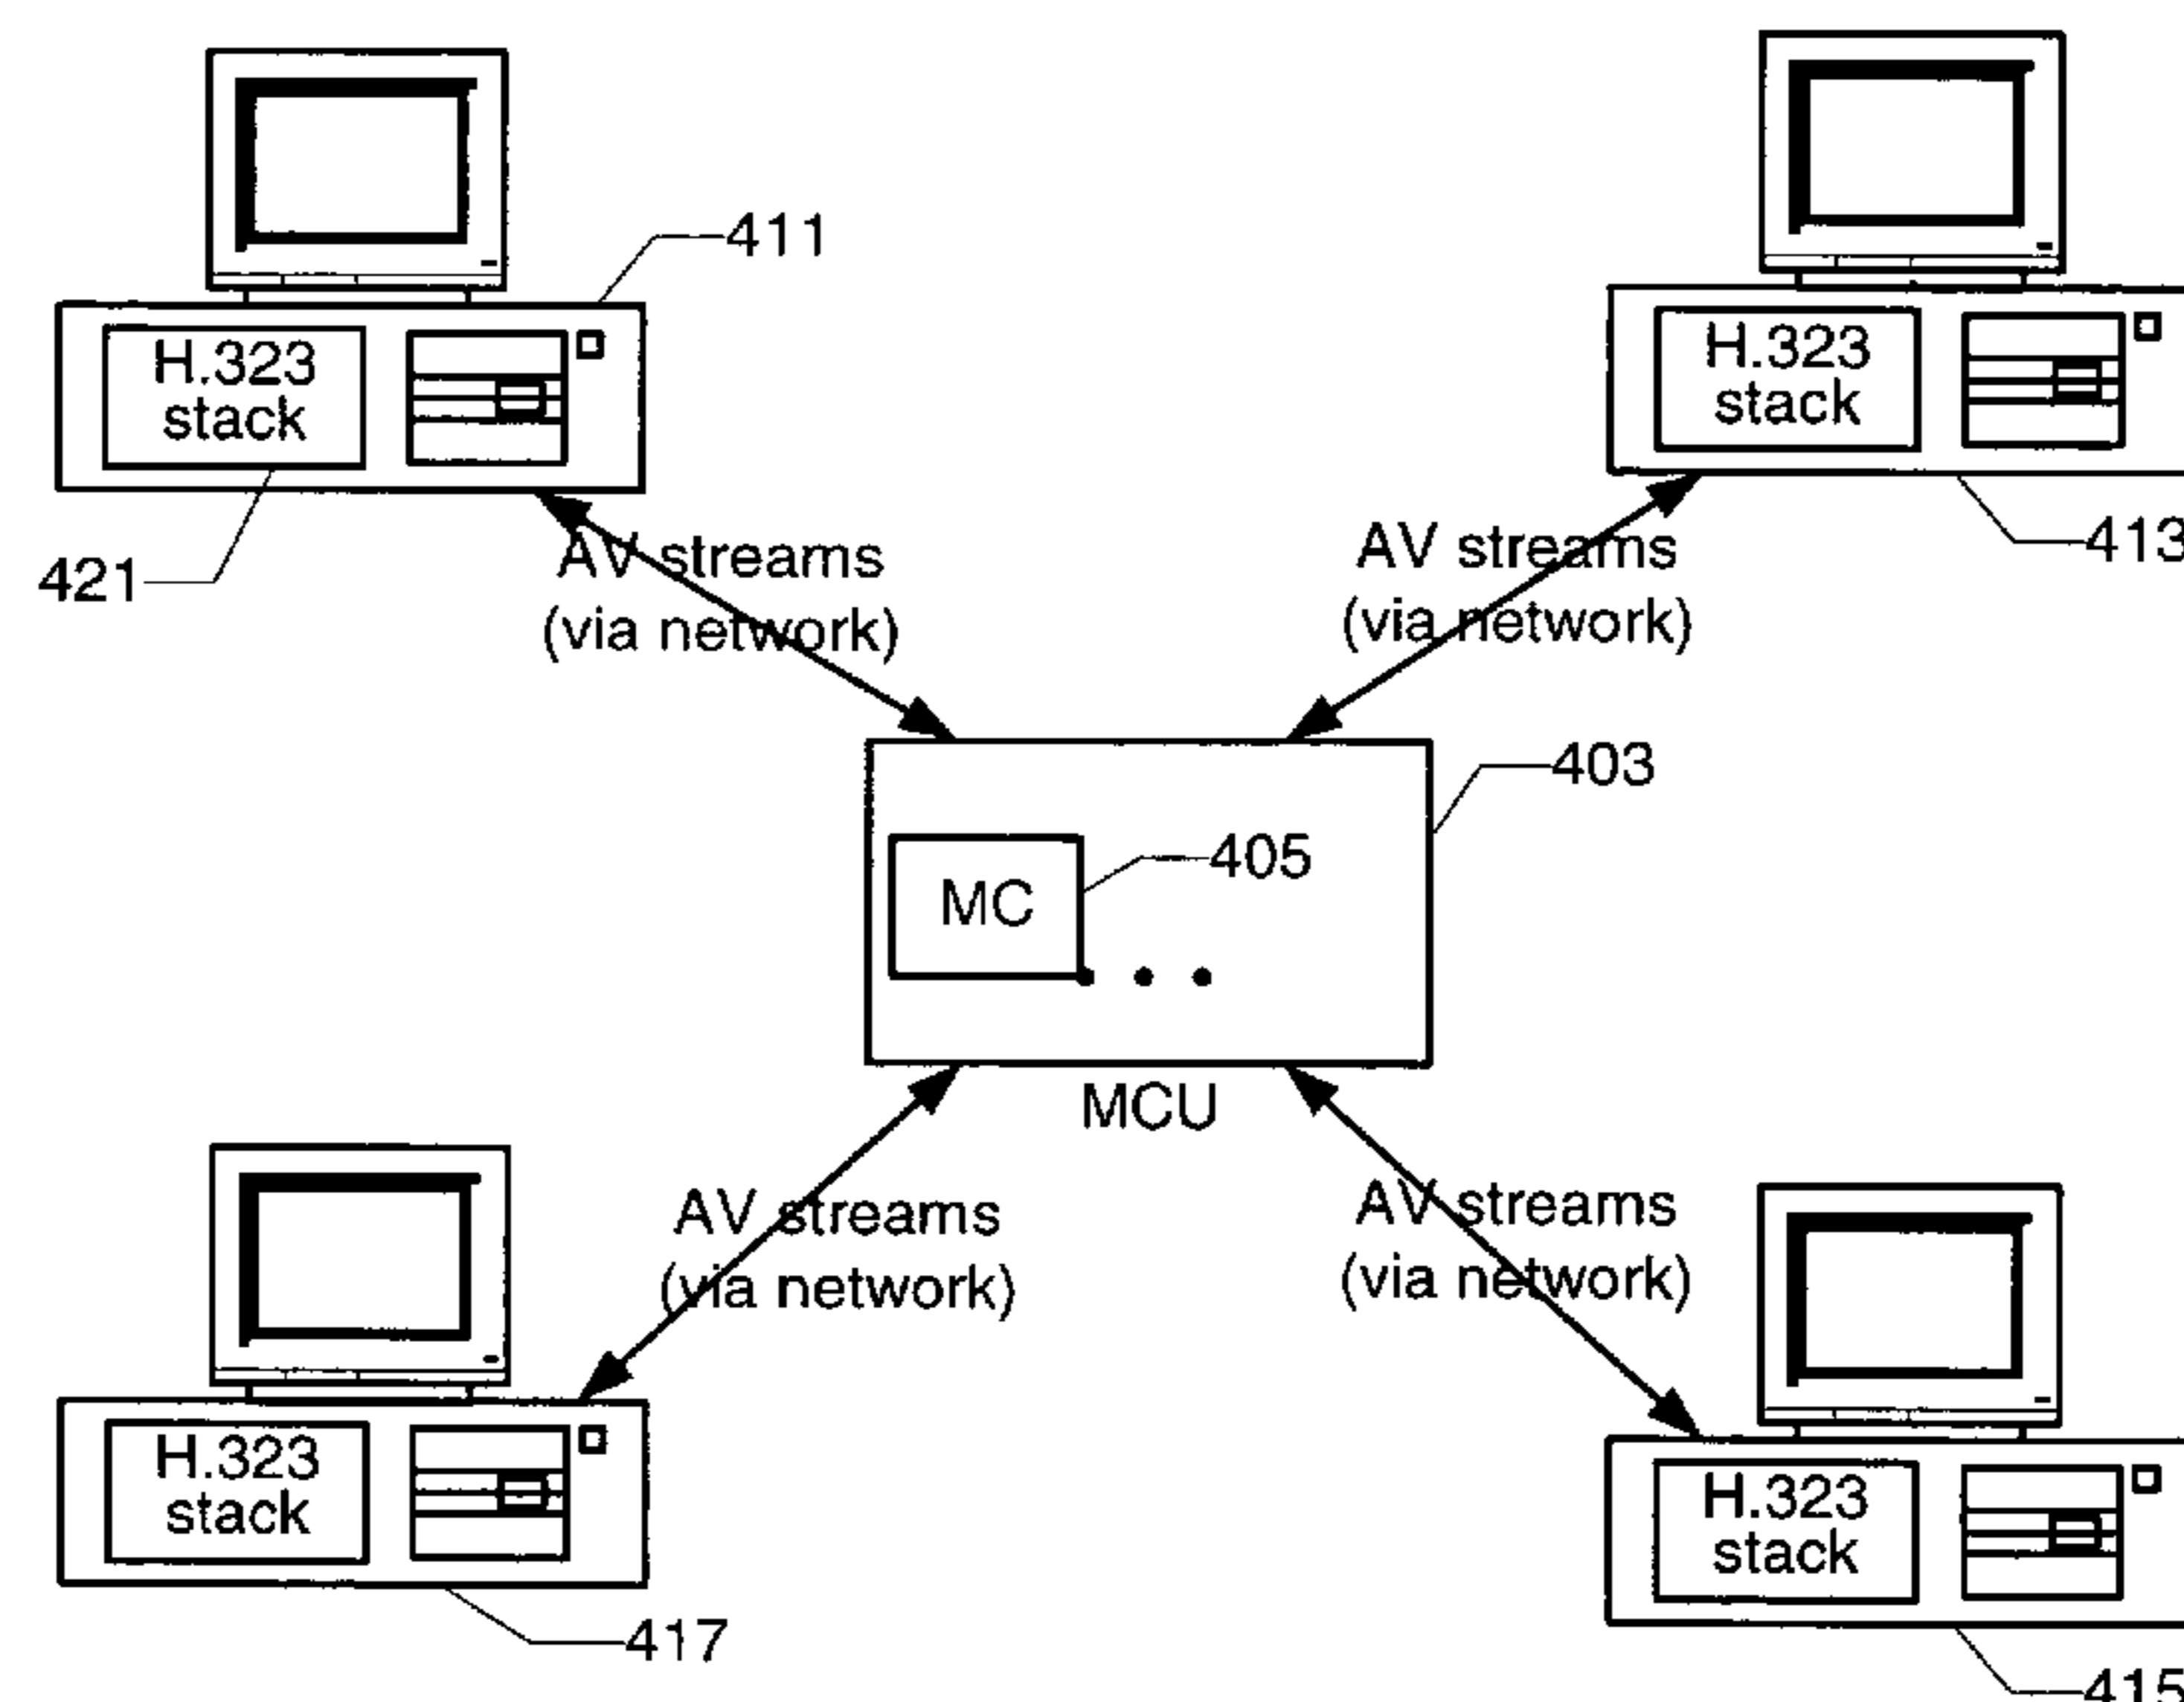 411
H.323
stack
421
AV streams
(via network)
H.323
stack
413
AV streams
(via network)
403
MC
405
MCU
AV streams
(via network)
AV streams
(via network)
H.323
stack
417
H.323
stack
415